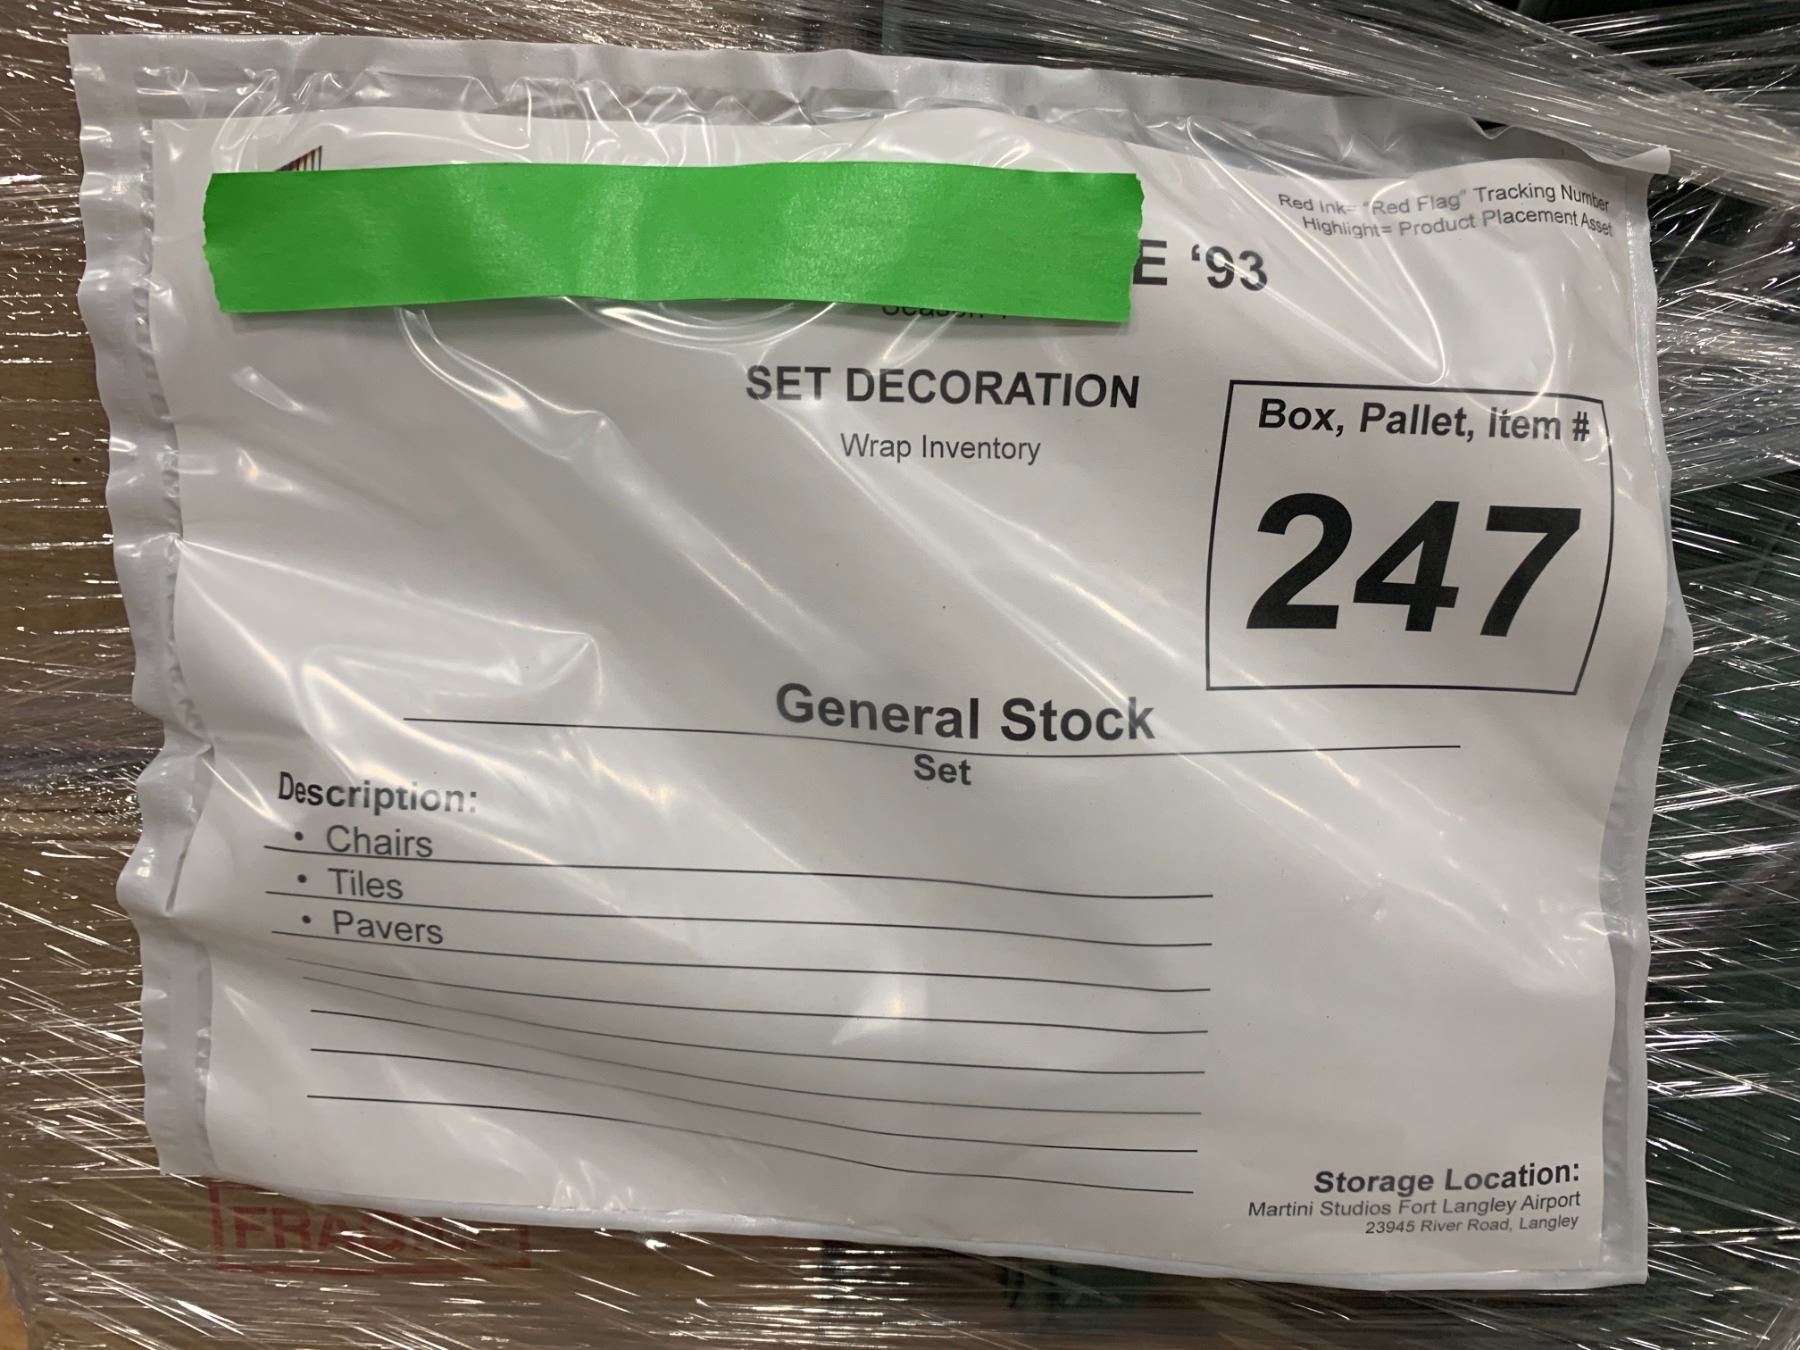 Red Ink= "Red Flag" Tracking Number
Highlight= Product Placement Asset
E ‘93
SET DECORATION
Wrap Inventory
Box, Pallet, Item #
247
General Stock
Set
Description:
• Chairs
• Tiles
• Pavers
Storage Location:
Martini Studios Fort Langley Airport
23945 River Road, Langley
FRAGILE